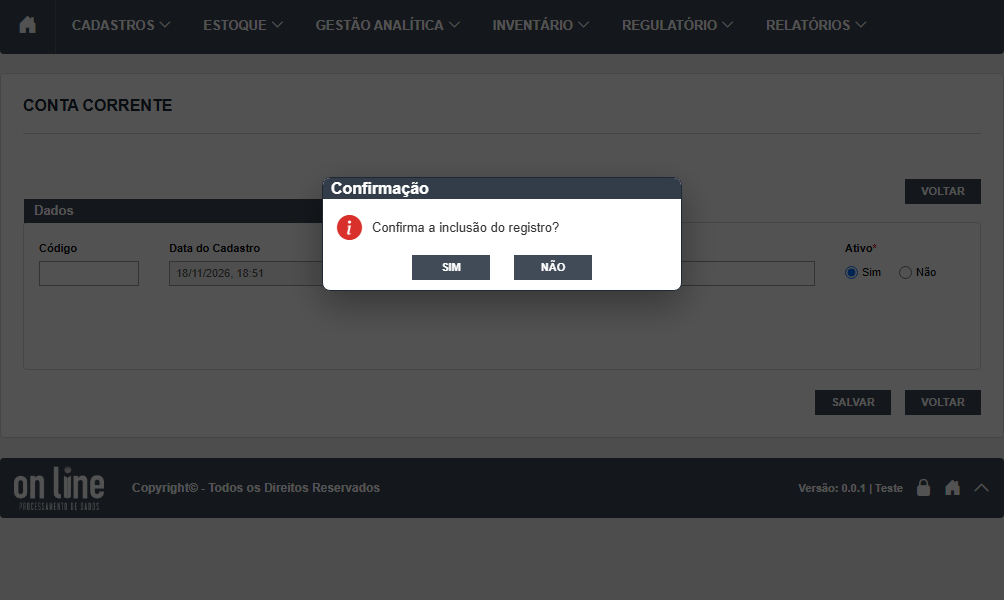 CADASTROS ESTOQUE GESTÃO ANALÍTICA INVENTÁRIO REGULATÓRIO RELATÓRIOS
CONTA CORRENTE
VOLTAR
Dados
Confirmação
Confirma a inclusão do registro?
SIM NÃO
Código Data do Cadastro Ativo*
18/11/2026, 18:51 Sim Não
SALVAR VOLTAR
on line
PROCESSAMENTO DE DADOS
Copyright© - Todos os Direitos Reservados
Versão: 0.0.1 | Teste